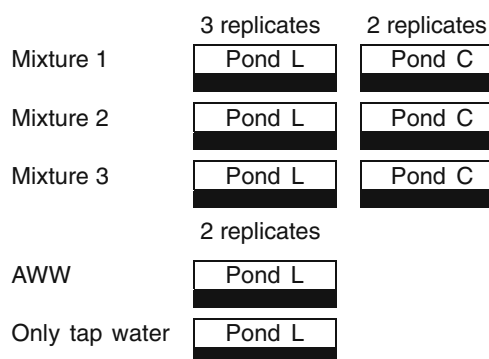 3 replicates 2 replicates
Mixture 1 Pond L Pond C
Mixture 2 Pond L Pond C
Mixture 3 Pond L Pond C
2 replicates
AWW Pond L
Only tap water Pond L